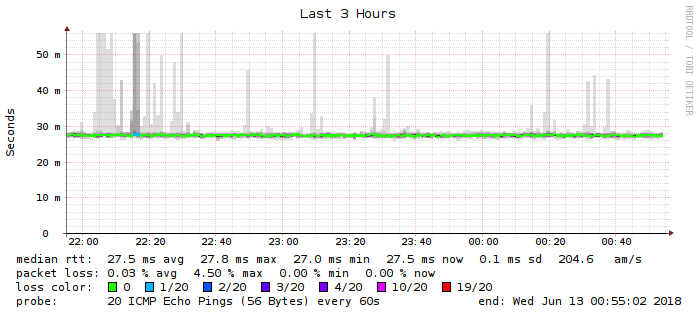 Last 3 Hours
RRDTOOL / TOBI OETIKER
Seconds
50 m
40 m
30 m
20 m
10 m
0
22:00 22:20 22:40 23:00 23:20 23:40 00:00 00:20 00:40
median rtt: 27.5 ms avg 27.8 ms max 27.0 ms min 27.5 ms now 0.1 ms sd 204.6 am/s
packet loss: 0.03 % avg 4.50 % max 0.00 % min 0.00 % now
loss color: 0 1/20 2/20 3/20 4/20 10/20 19/20
probe: 20 ICMP Echo Pings (56 Bytes) every 60s end: Wed Jun 13 00:55:02 2018